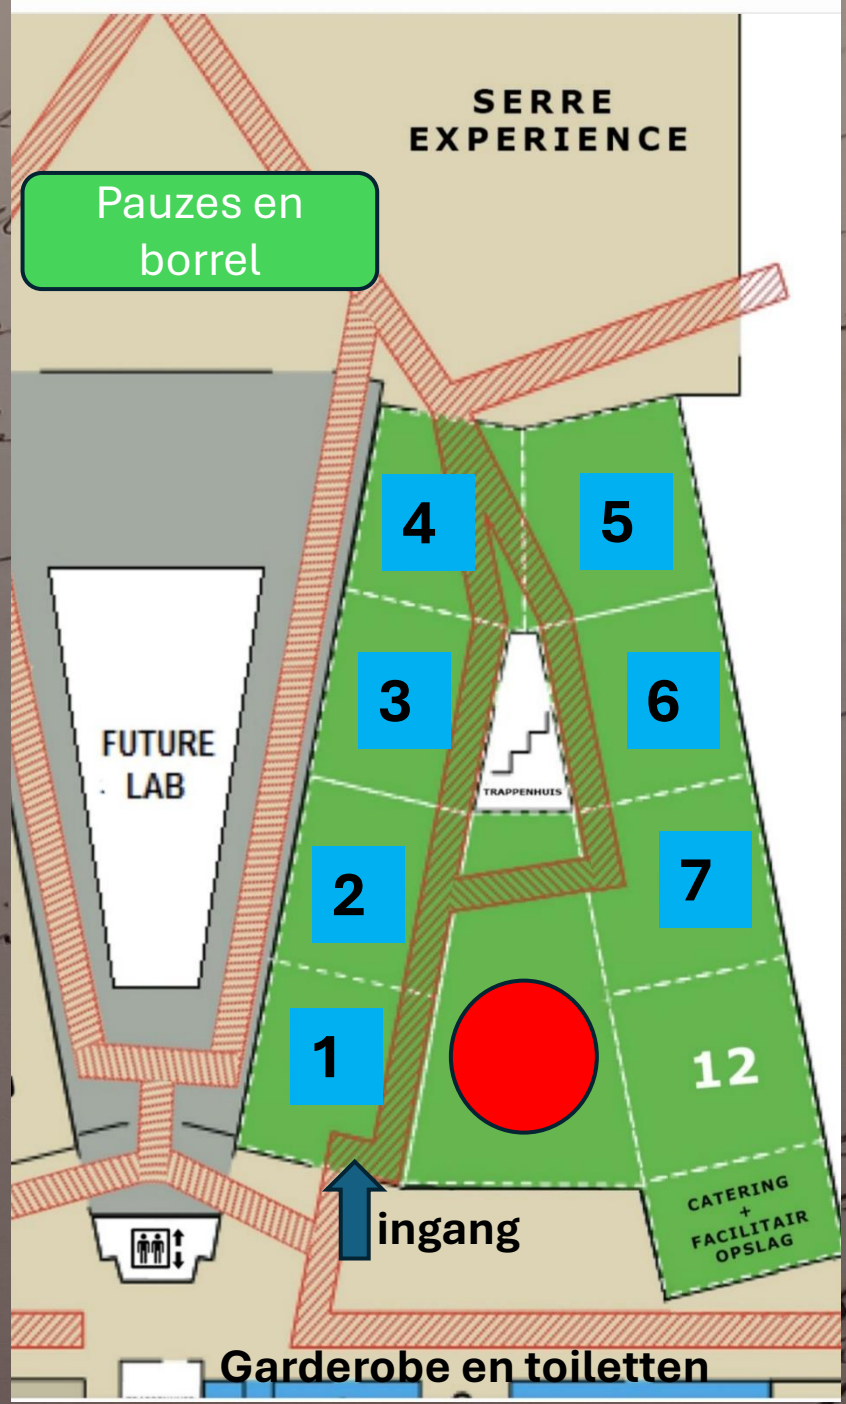 SERRE
EXPERIENCE
Pauzes en
borrel
4
5
3
6
FUTURE
LAB
TRAPPENHUIS
2
7
1
12
CATERING
+
FACILITAIR
OPSLAG
ingang
Garderobe en toiletten